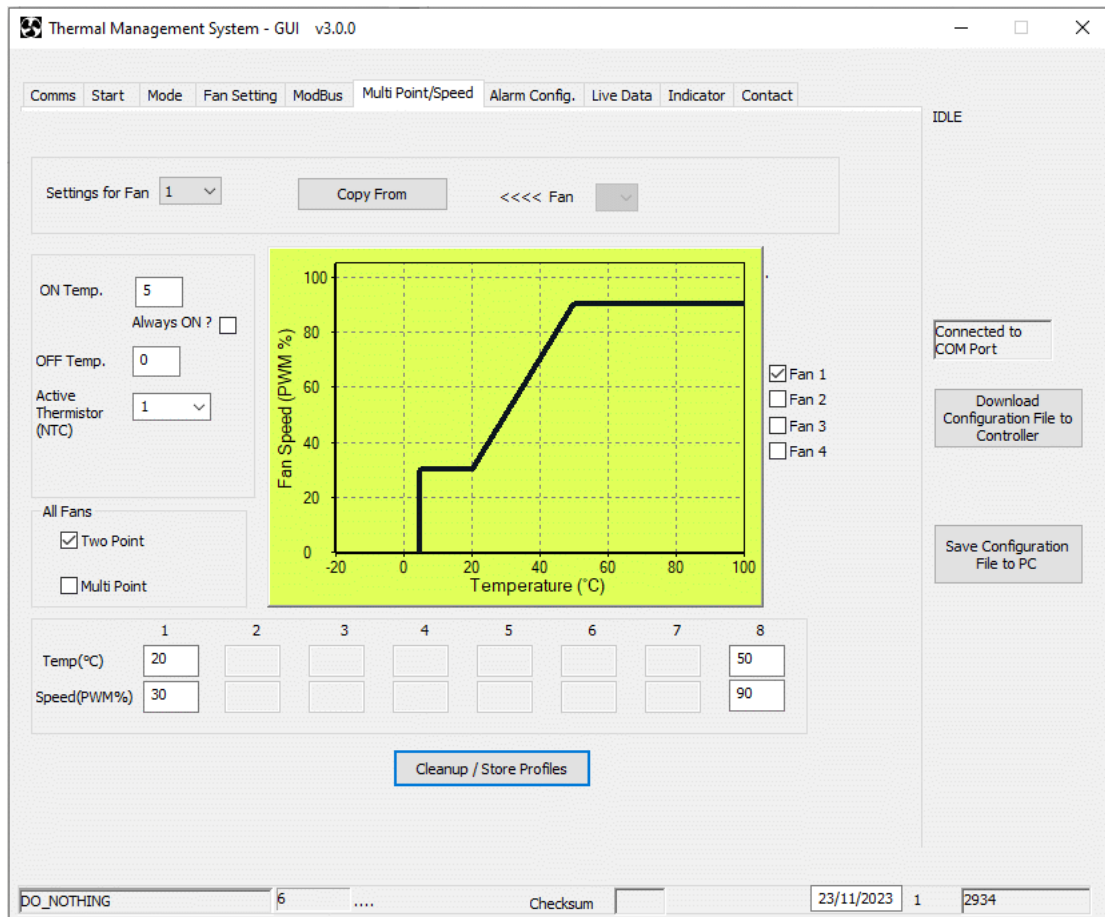 Thermal Management System - GUI v3.0.0
Comms Start Mode Fan Setting ModBus Multi Point/Speed Alarm Config. Live Data Indicator Contact
IDLE
Settings for Fan 1 Copy From <<<< Fan
ON Temp. 5
Always ON ?
OFF Temp. 0
Active
Thermistor
(NTC)
1
All Fans
Two Point
Multi Point
Fan Speed (PWM %)
100
80
60
40
20
0
-20 0 20 40 60 80 100
Temperature (°C)
.
Fan 1
Fan 2
Fan 3
Fan 4
Connected to
COM Port
Download
Configuration File to
Controller
Save Configuration
File to PC
1 2 3 4 5 6 7 8
Temp(°C) 20 50
Speed(PWM%) 30 90
Cleanup / Store Profiles
DO_NOTHING 6 .... Checksum 23/11/2023 1 2934